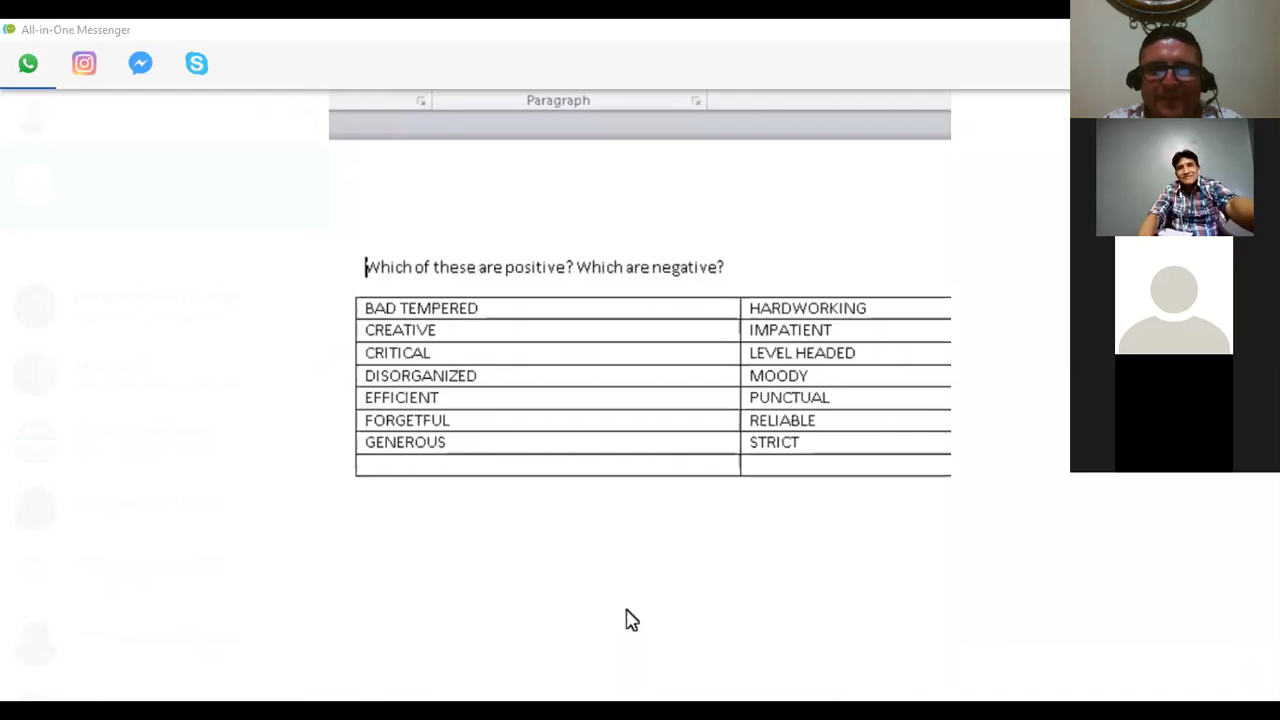 All-in-One Messenger
Paragraph
Which of these are positive? Which are negative?
BAD TEMPERED HARDWORKING
CREATIVE IMPATIENT
CRITICAL LEVEL HEADED
DISORGANIZED MOODY
EFFICIENT PUNCTUAL
FORGETFUL RELIABLE
GENEROUS STRICT